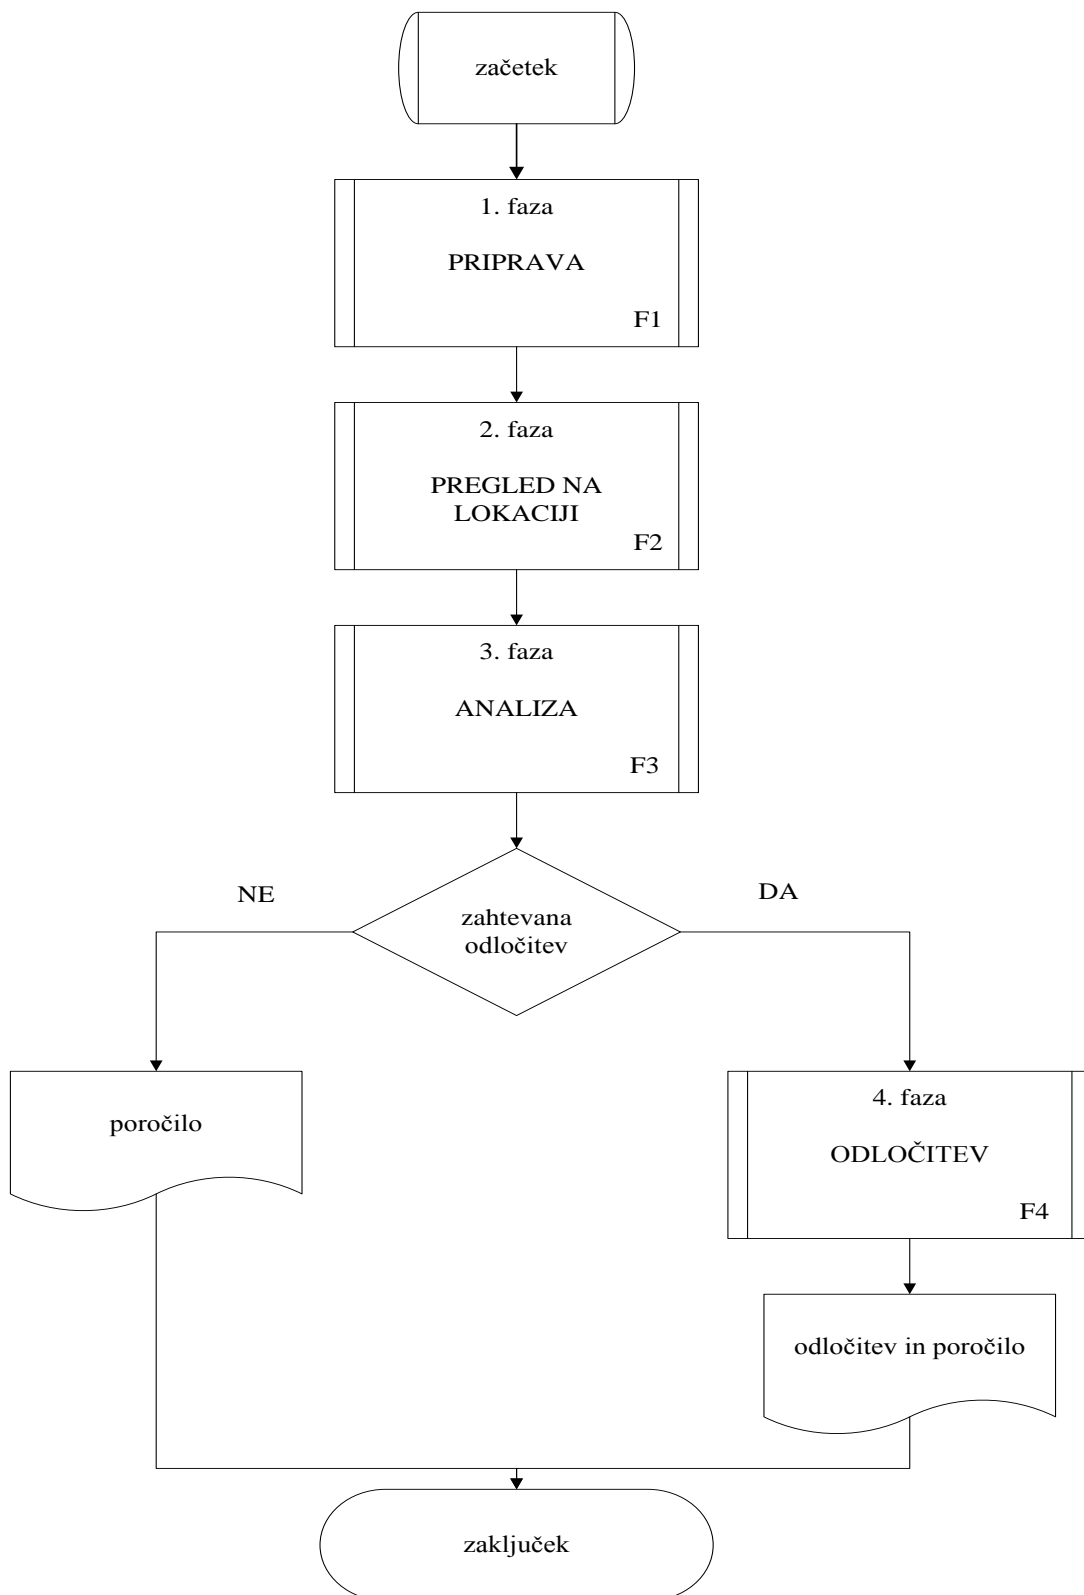 začetek
1. faza
PRIPRAVA
F1
2. faza
PREGLED NA
LOKACIJI
F2
3. faza
ANALIZA
F3
NE
DA
zahtevana
odločitev
poročilo
4. faza
ODLOČITEV
F4
odločitev in poročilo
zaključek